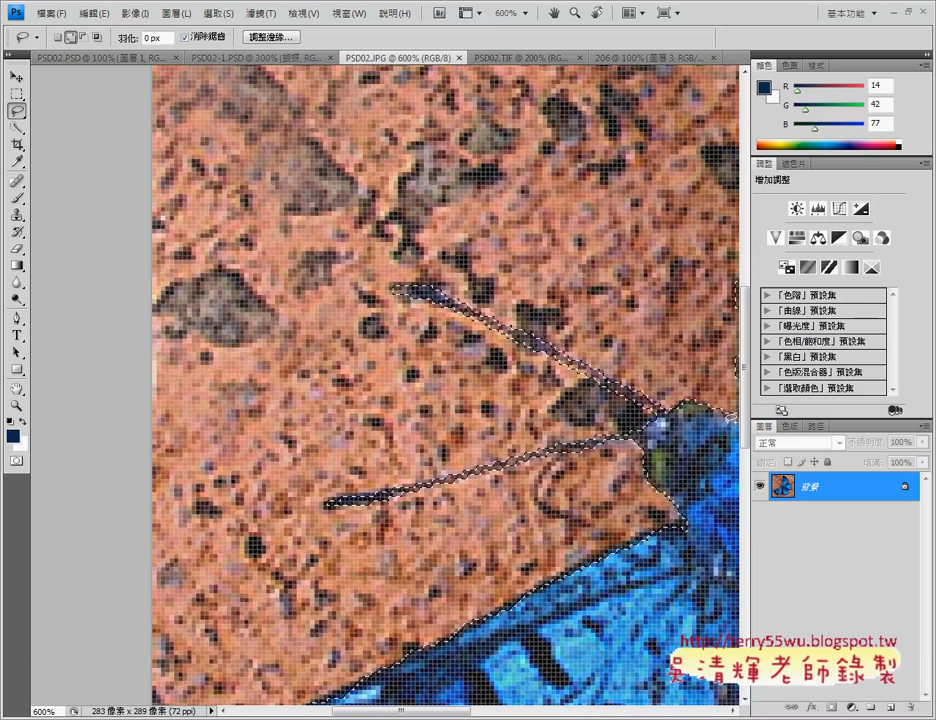 Ps 檔案(F) 編輯(E) 影像(I) 圖層(L) 選取(S) 濾鏡(T) 檢視(V) 視窗(W) 說明(H) Br 600% 基本功能
羽化: 0 px 消除鋸齒 調整邊緣...
PSD02.PSD @ 100% (圖層 1, RG... × PSD02-1.PSD @ 300% (蝴蝶, RG... × PSD02.JPG @ 600% (RGB/8) × PSD02.TIF @ 200% (RG... × 206 @ 100% (圖層 3, RGB/... ×
顏色 色票 樣式
R 14
G 42
B 77
調整 遮色片
增加調整
「色階」預設集
「曲線」預設集
「曝光度」預設集
「色相/飽和度」預設集
「黑白」預設集
「色版混合器」預設集
「選取顏色」預設集
圖層 色版 路徑
正常 不透明度: 100%
鎖定: 填滿: 100%
背景
http://terry55wu.blogspot.tw
吳清輝老師錄製
600% 283 像素 x 289 像素 (72 ppi)